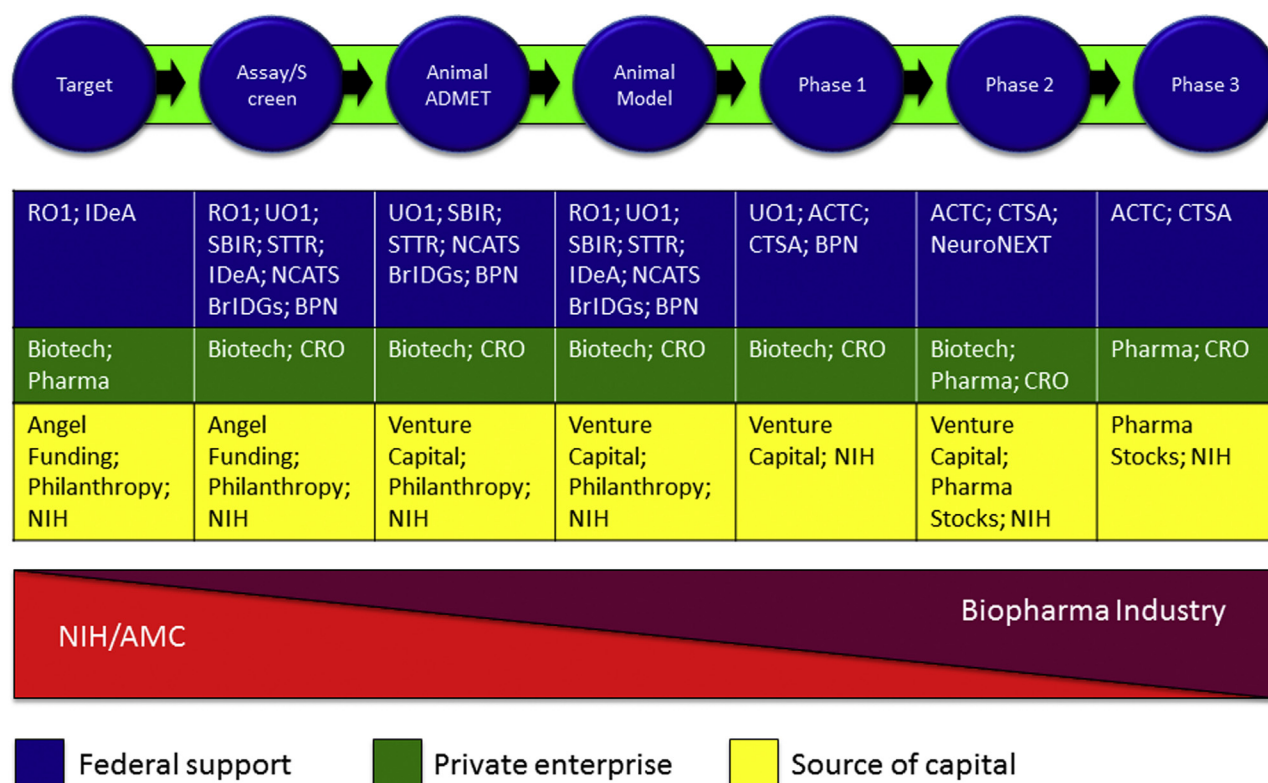 Target
Assay/S
creen
Animal
ADMET
Animal
Model
Phase 1
Phase 2
Phase 3
RO1; IDeA
RO1; UO1;
SBIR; STTR;
IDeA; NCATS
BrIDGs; BPN
UO1; SBIR;
STTR; NCATS
BrIDGs; BPN
RO1; UO1;
SBIR; STTR;
IDeA; NCATS
BrIDGs; BPN
UO1; ACTC;
CTSA; BPN
ACTC; CTSA;
NeuroNEXT
ACTC; CTSA
Biotech;
Pharma
Biotech; CRO
Biotech; CRO
Biotech; CRO
Biotech; CRO
Biotech;
Pharma; CRO
Pharma; CRO
Angel
Funding;
Philanthropy;
NIH
Angel
Funding;
Philanthropy;
NIH
Venture
Capital;
Philanthropy;
NIH
Venture
Capital;
Philanthropy;
NIH
Venture
Capital; NIH
Venture
Capital;
Pharma
Stocks; NIH
Pharma
Stocks; NIH
NIH/AMC
Biopharma Industry
Federal support
Private enterprise
Source of capital